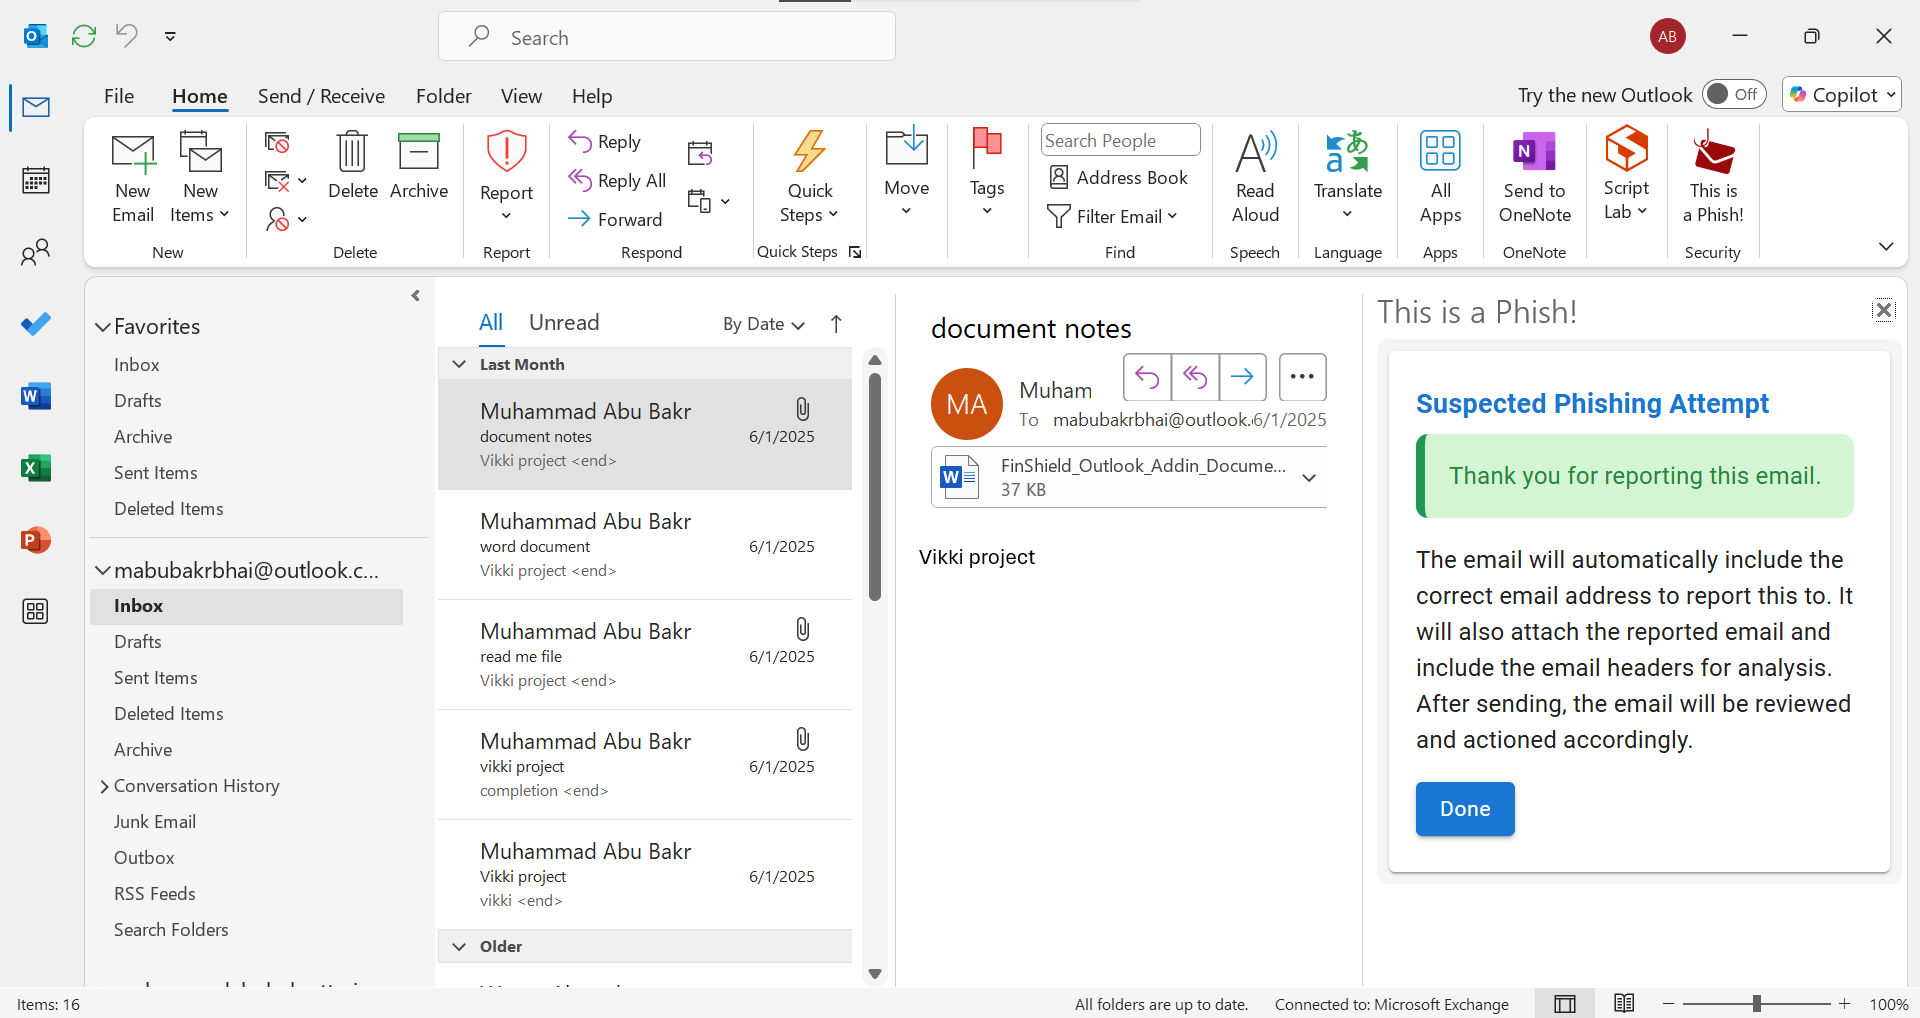 Search
AB
File Home Send / Receive Folder View Help
Try the new Outlook Off Copilot
New Email
New Items
New
Delete
Archive
Delete
Report
Report
Reply
Reply All
Forward
Respond
Quick Steps
Quick Steps
Move
Tags
Search People
Address Book
Filter Email
Find
Read Aloud
Speech
Translate
Language
All Apps
Apps
Send to OneNote
OneNote
Script Lab
This is a Phish!
Security
Favorites
Inbox
Drafts
Archive
Sent Items
Deleted Items
mabubakrbhai@outlook.c...
Inbox
Drafts
Sent Items
Deleted Items
Archive
Conversation History
Junk Email
Outbox
RSS Feeds
Search Folders
All Unread By Date
Last Month
Muhammad Abu Bakr
document notes 6/1/2025
Vikki project <end>
Muhammad Abu Bakr
word document 6/1/2025
Vikki project <end>
Muhammad Abu Bakr
read me file 6/1/2025
Vikki project <end>
Muhammad Abu Bakr
vikki project 6/1/2025
completion <end>
Muhammad Abu Bakr
Vikki project 6/1/2025
vikki <end>
Older
document notes
MA
Muham
To mabubakrbhai@outlook. 6/1/2025
FinShield_Outlook_Addin_Docume...
37 KB
Vikki project
This is a Phish!
Suspected Phishing Attempt
Thank you for reporting this email.
The email will automatically include the
correct email address to report this to. It
will also attach the reported email and
include the email headers for analysis.
After sending, the email will be reviewed
and actioned accordingly.
Done
Items: 16
All folders are up to date. Connected to: Microsoft Exchange 100%